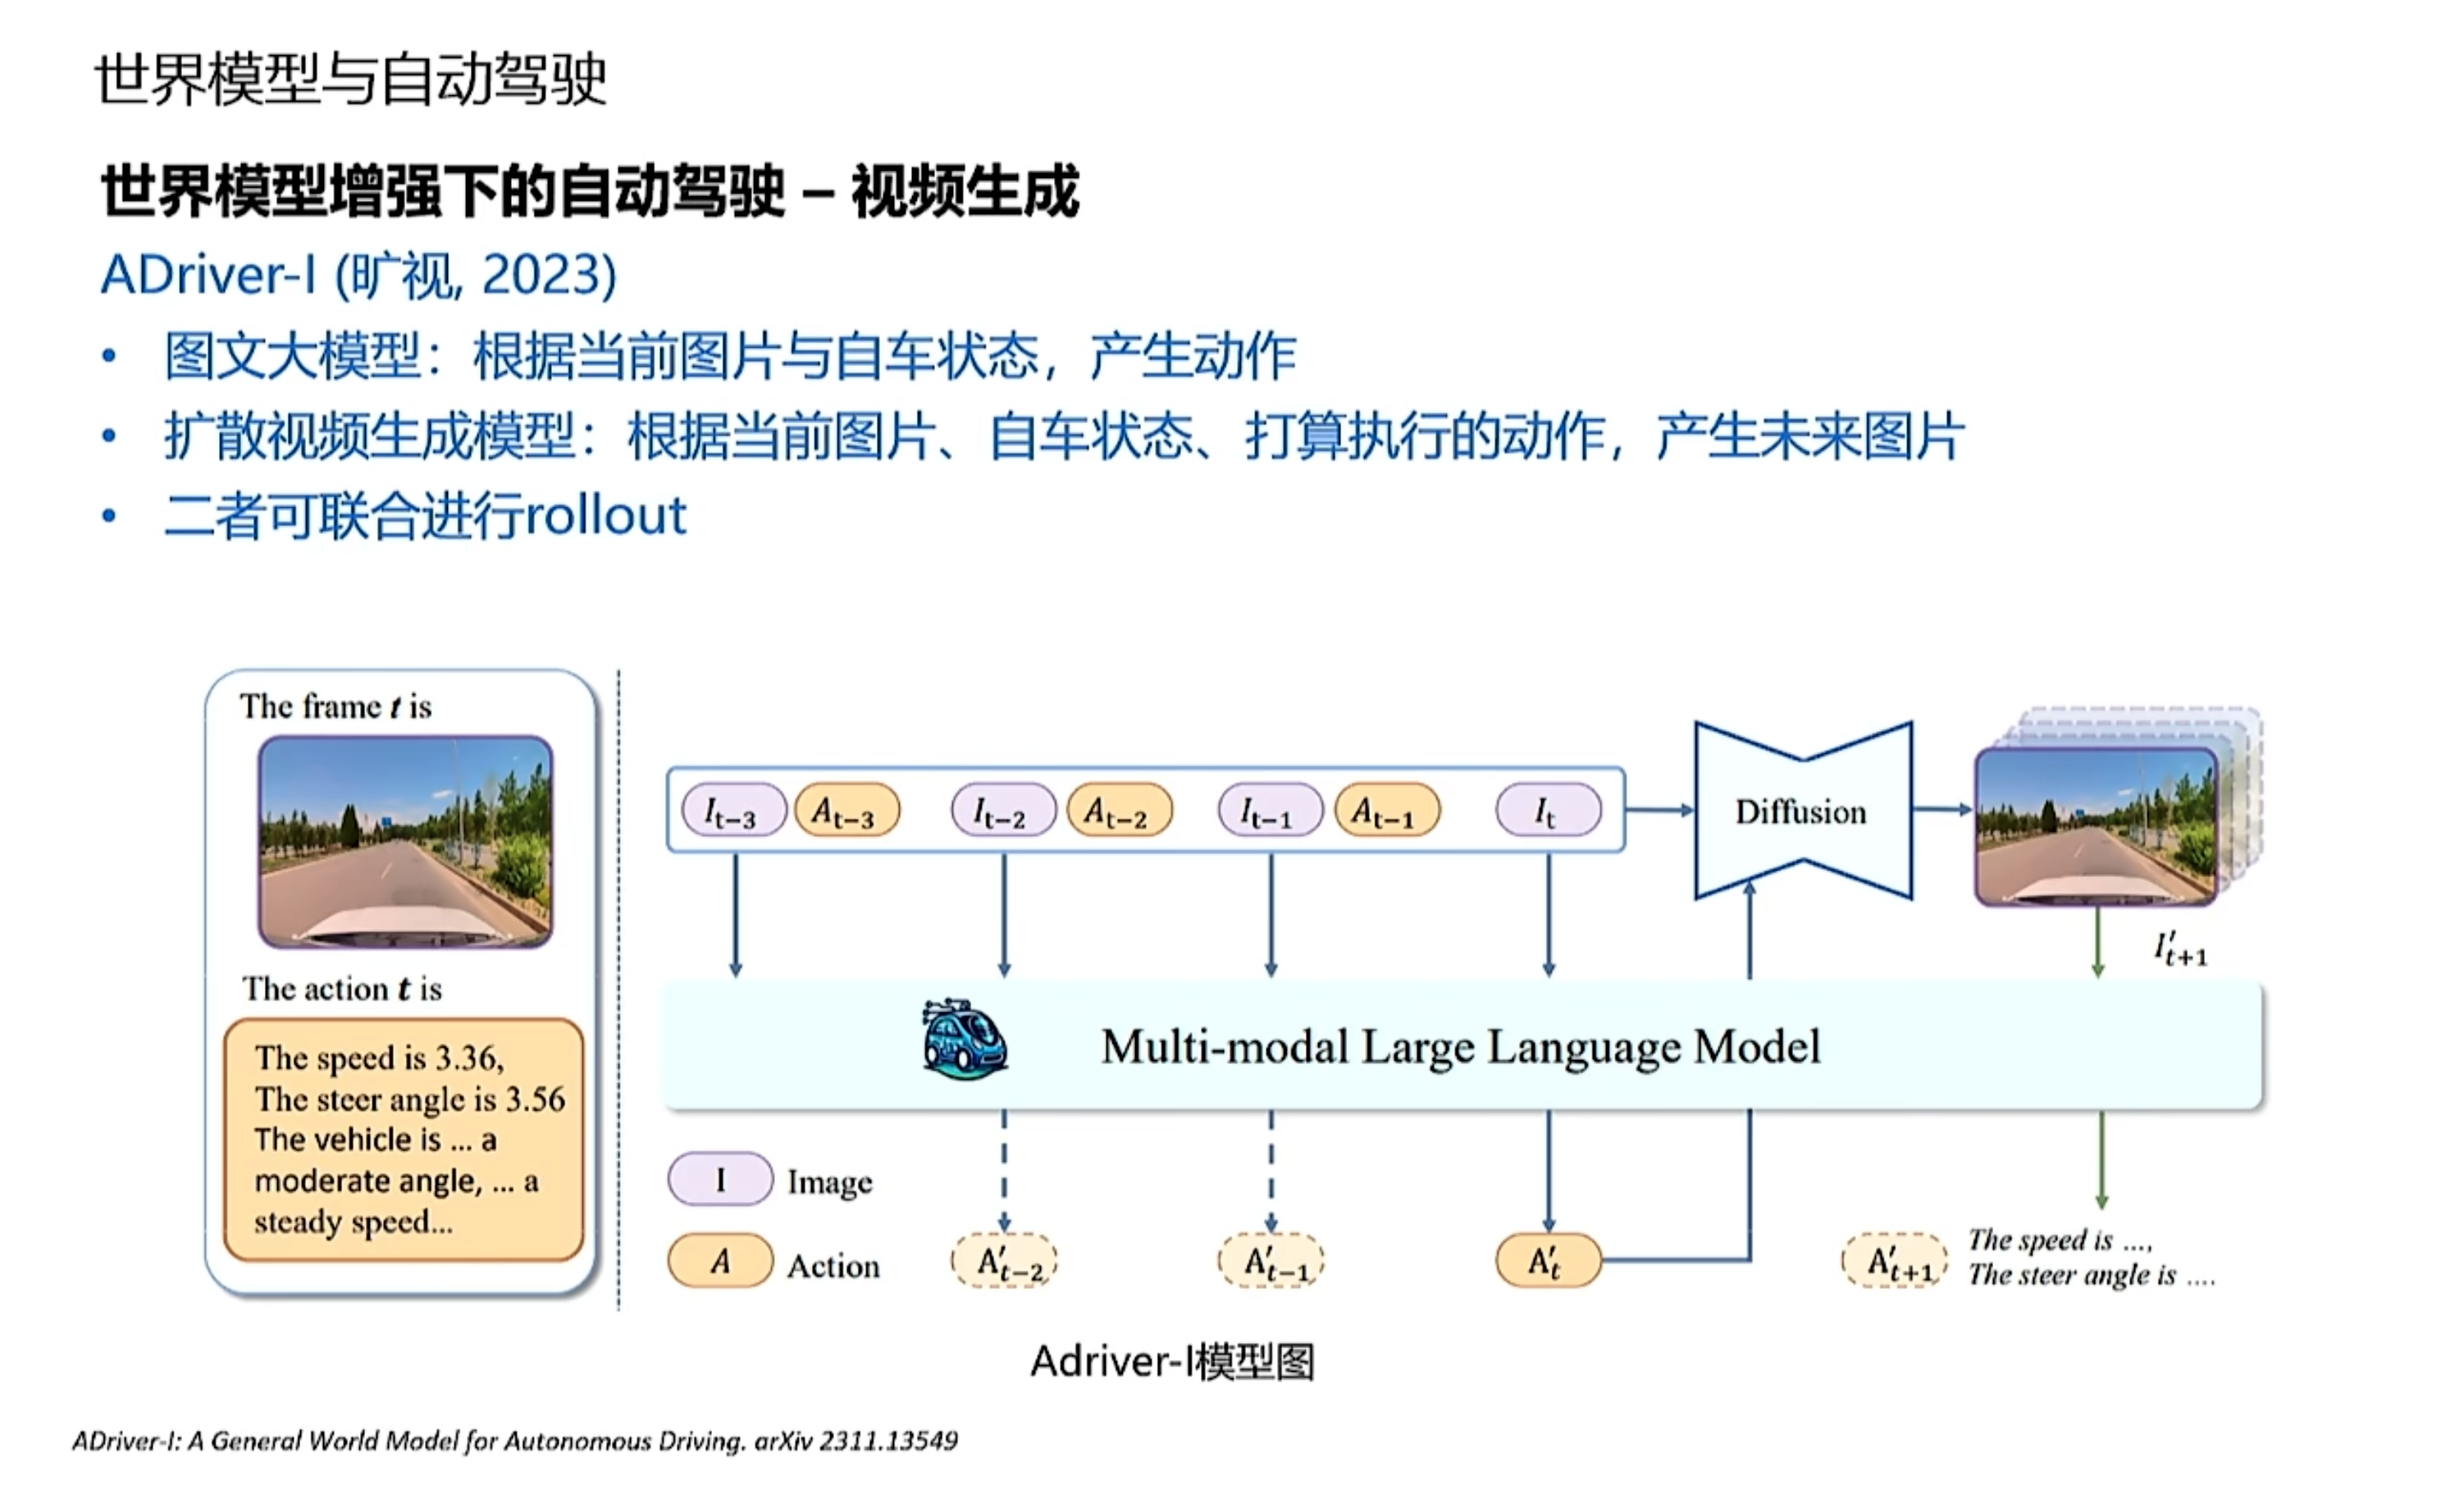 世界模型与自动驾驶
世界模型增强下的自动驾驶 – 视频生成
ADriver-I (旷视, 2023)
• 图文大模型：根据当前图片与自车状态，产生动作
• 扩散视频生成模型：根据当前图片、自车状态、打算执行的动作，产生未来图片
• 二者可联合进行rollout
The frame t is
The action t is
The speed is 3.36,
The steer angle is 3.56
The vehicle is ... a
moderate angle, ... a
steady speed...
I_{t-3} A_{t-3} I_{t-2} A_{t-2} I_{t-1} A_{t-1} I_t
Diffusion
I'_{t+1}
Multi-modal Large Language Model
I Image
A Action
A'_{t-2} A'_{t-1} A'_t A'_{t+1}
The speed is ...,
The steer angle is ....
Adriver-I模型图
ADriver-I: A General World Model for Autonomous Driving. arXiv 2311.13549